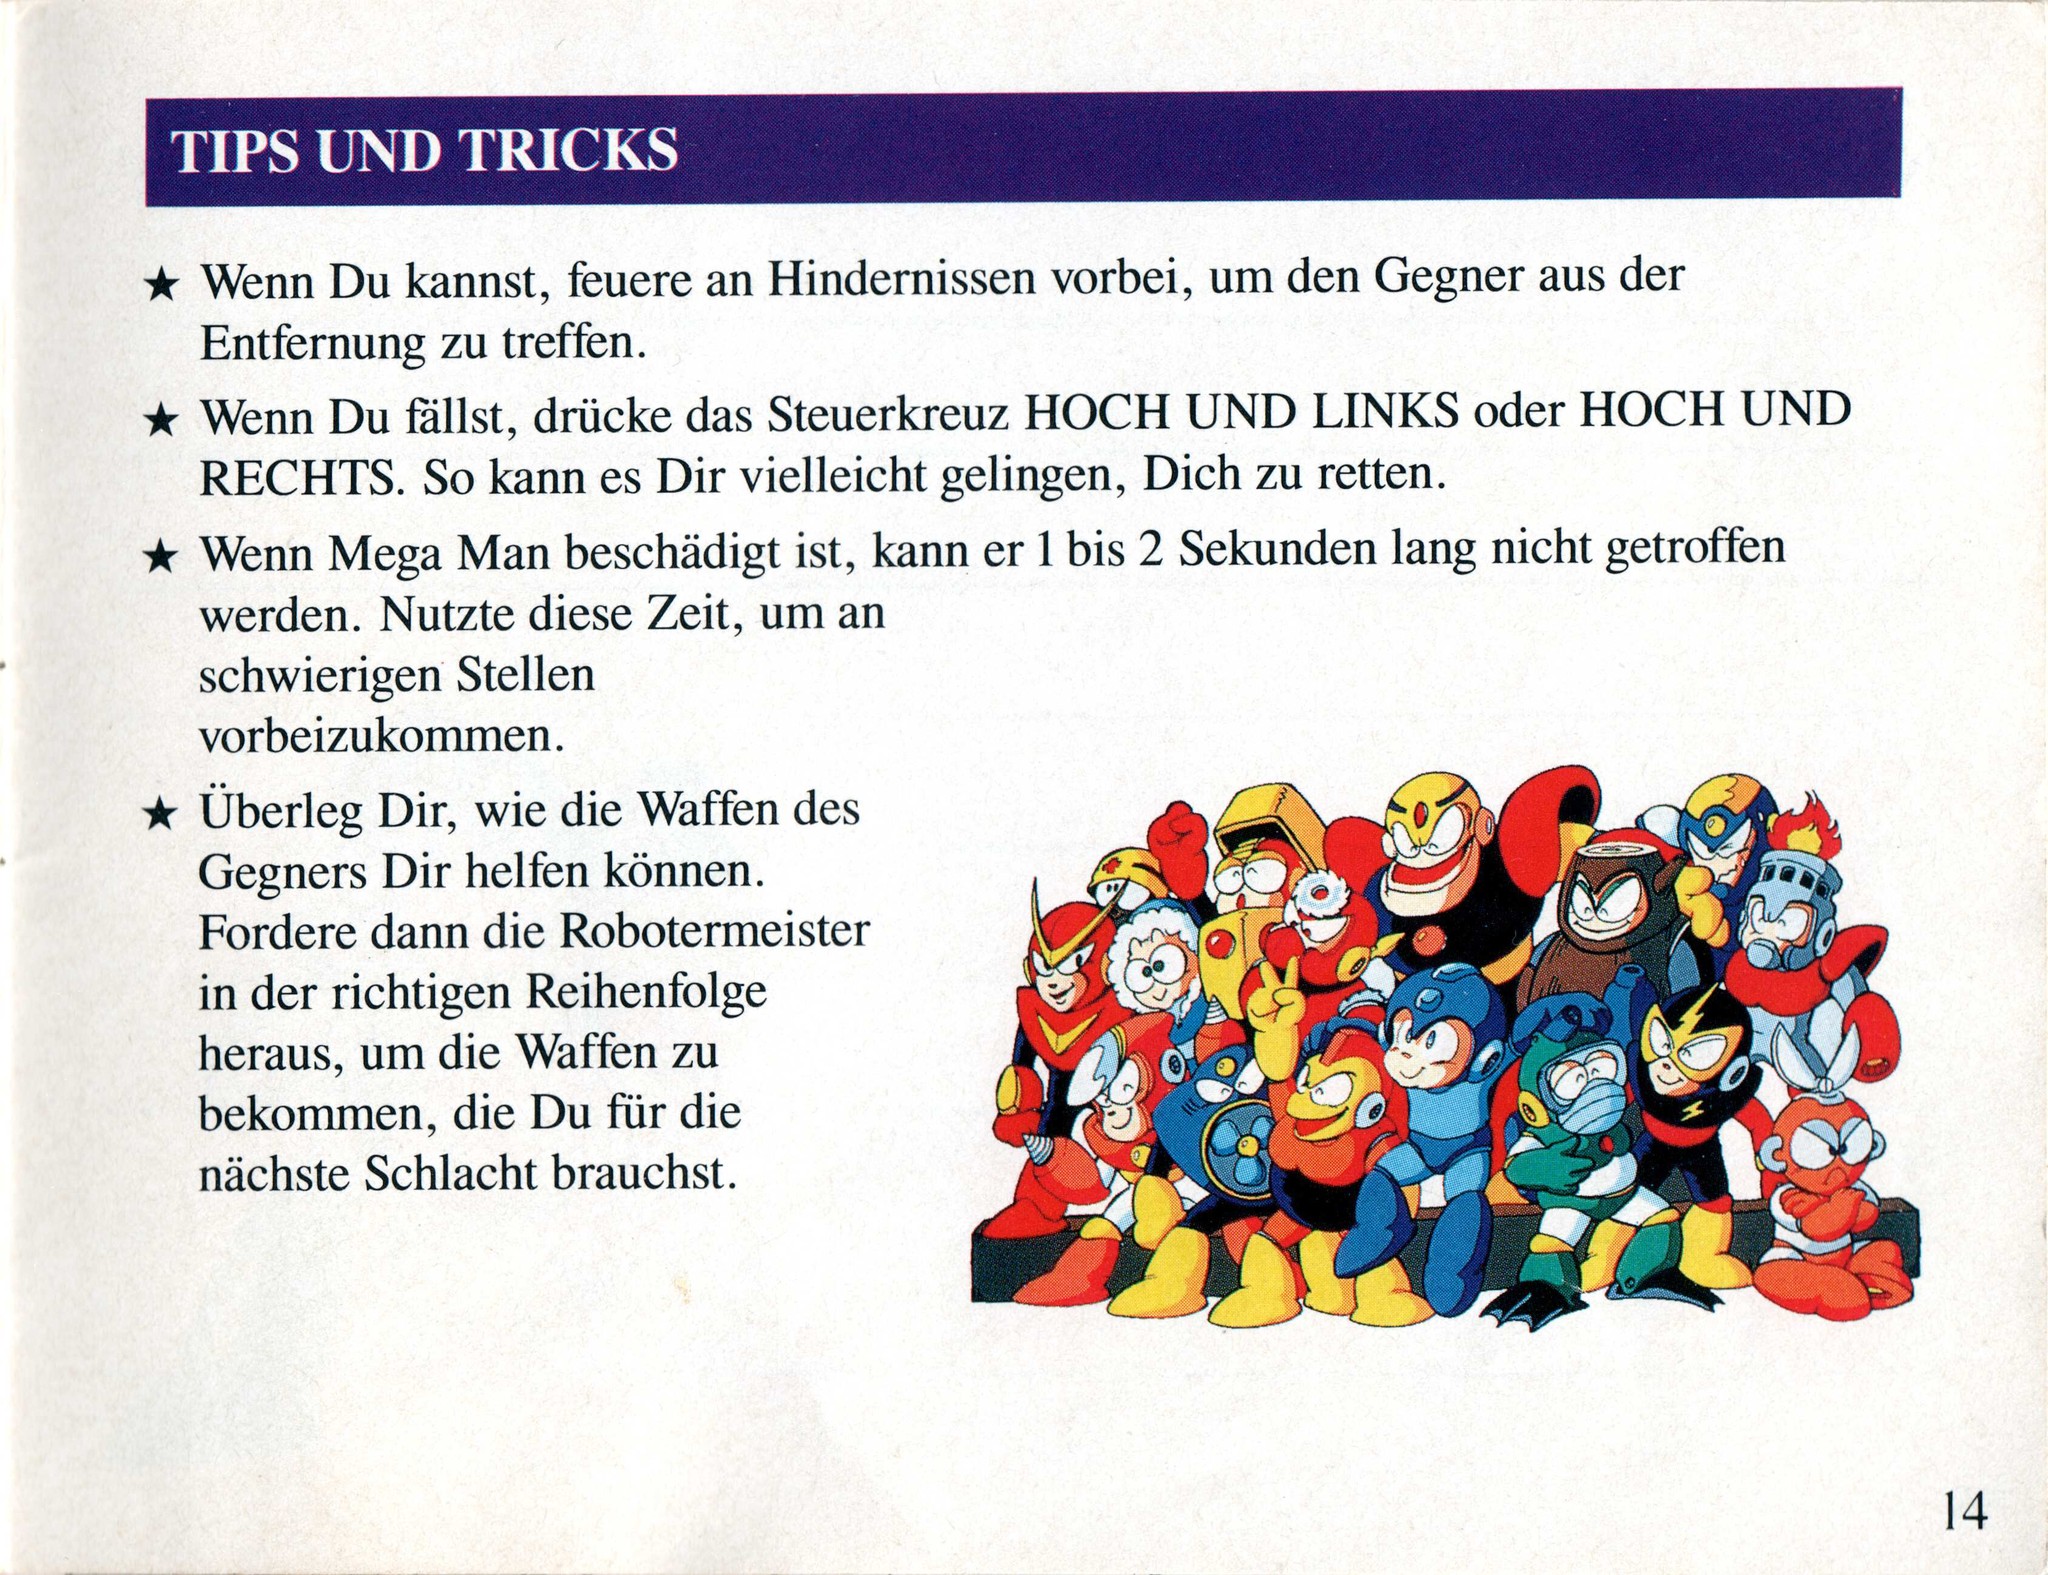 TIPS UND TRICKS
★ Wenn Du kannst, feuere an Hindernissen vorbei, um den Gegner aus der
Entfernung zu treffen.
★ Wenn Du fällst, drücke das Steuerkreuz HOCH UND LINKS oder HOCH UND
RECHTS. So kann es Dir vielleicht gelingen, Dich zu retten.
★ Wenn Mega Man beschädigt ist, kann er 1 bis 2 Sekunden lang nicht getroffen
werden. Nutzte diese Zeit, um an
schwierigen Stellen
vorbeizukommen.
★ Überleg Dir, wie die Waffen des
Gegners Dir helfen können.
Fordere dann die Robotermeister
in der richtigen Reihenfolge
heraus, um die Waffen zu
bekommen, die Du für die
nächste Schlacht brauchst.
14